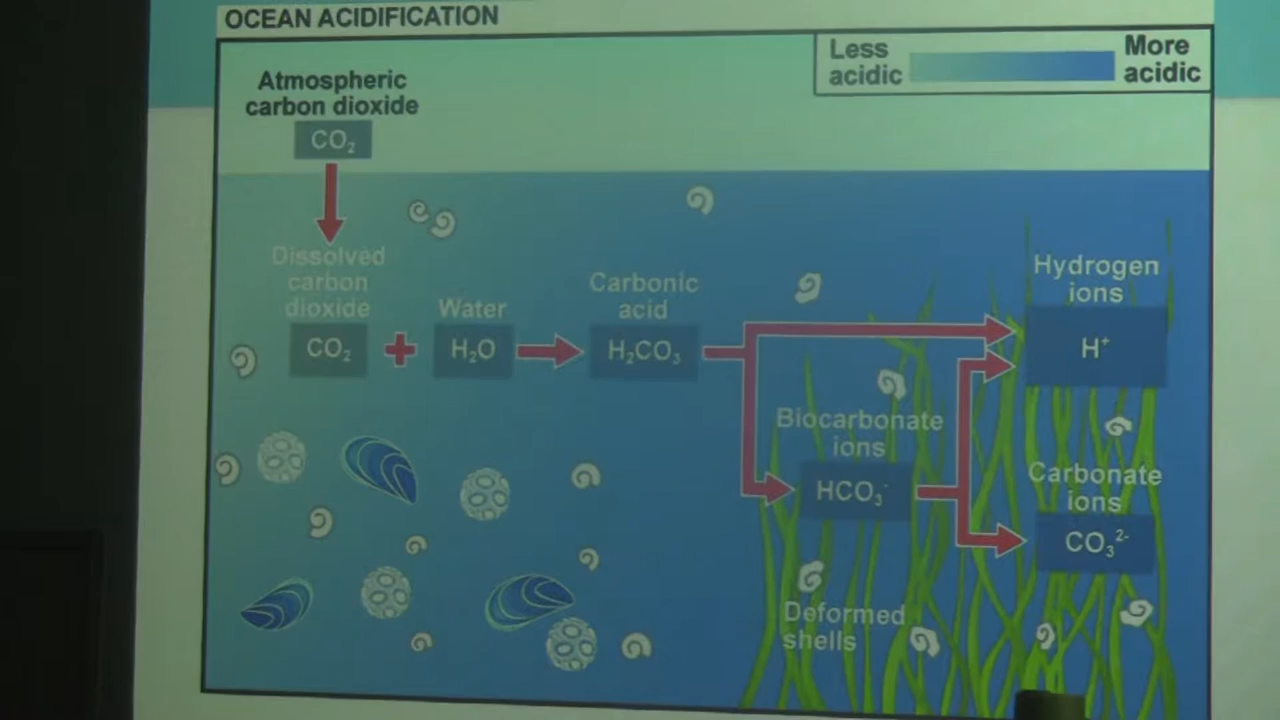 OCEAN ACIDIFICATION
Less acidic
More acidic
Atmospheric
carbon dioxide
CO₂
Dissolved
carbon
dioxide
CO₂
+
Water
H₂O
Carbonic
acid
H₂CO₃
Hydrogen
ions
H⁺
Biocarbonate
ions
HCO₃⁻
Carbonate
ions
CO₃²⁻
Deformed
shells